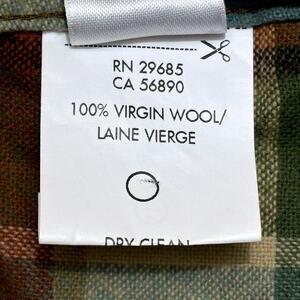 RN 29685
CA 56890
100% VIRGIN WOOL/
LAINE VIERGE
DRY CLEAN